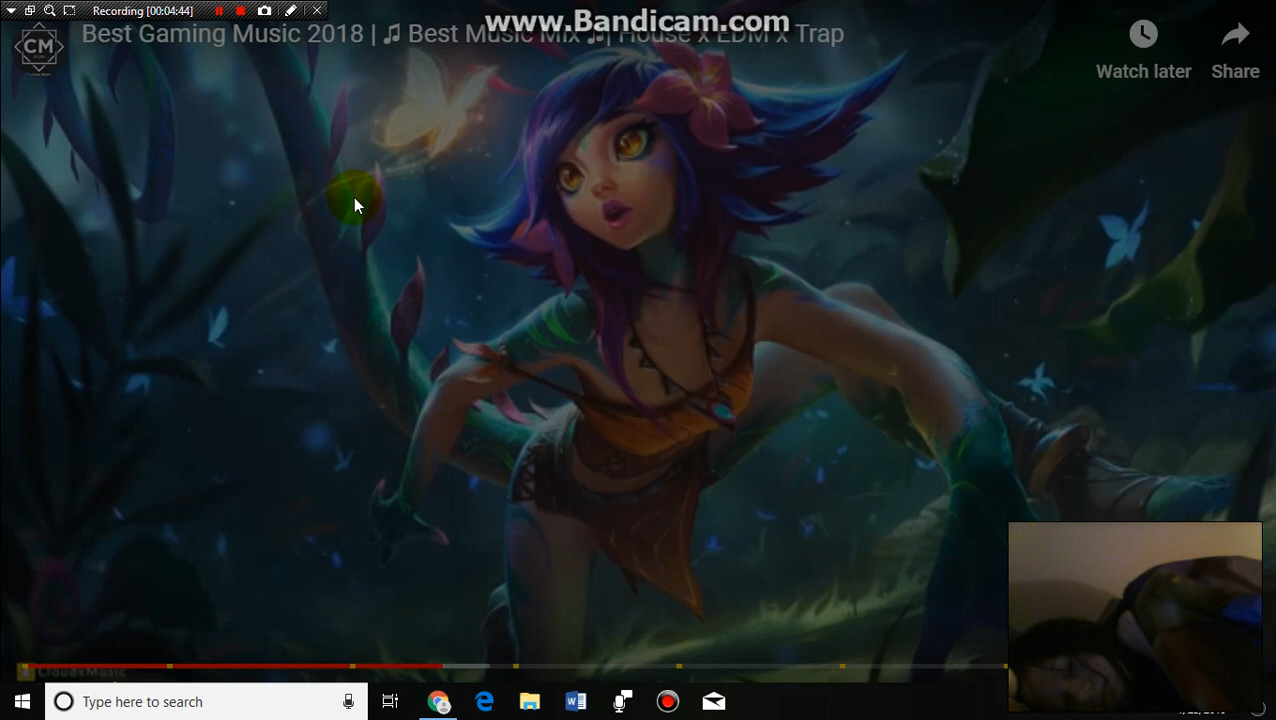 Recording [00:04:44]
www.Bandicam.com
CM
Best Gaming Music 2018 | ♫ Best Music Mix ♫ | House x EDM x Trap
Watch later
Share
CloudxMusic
Type here to search